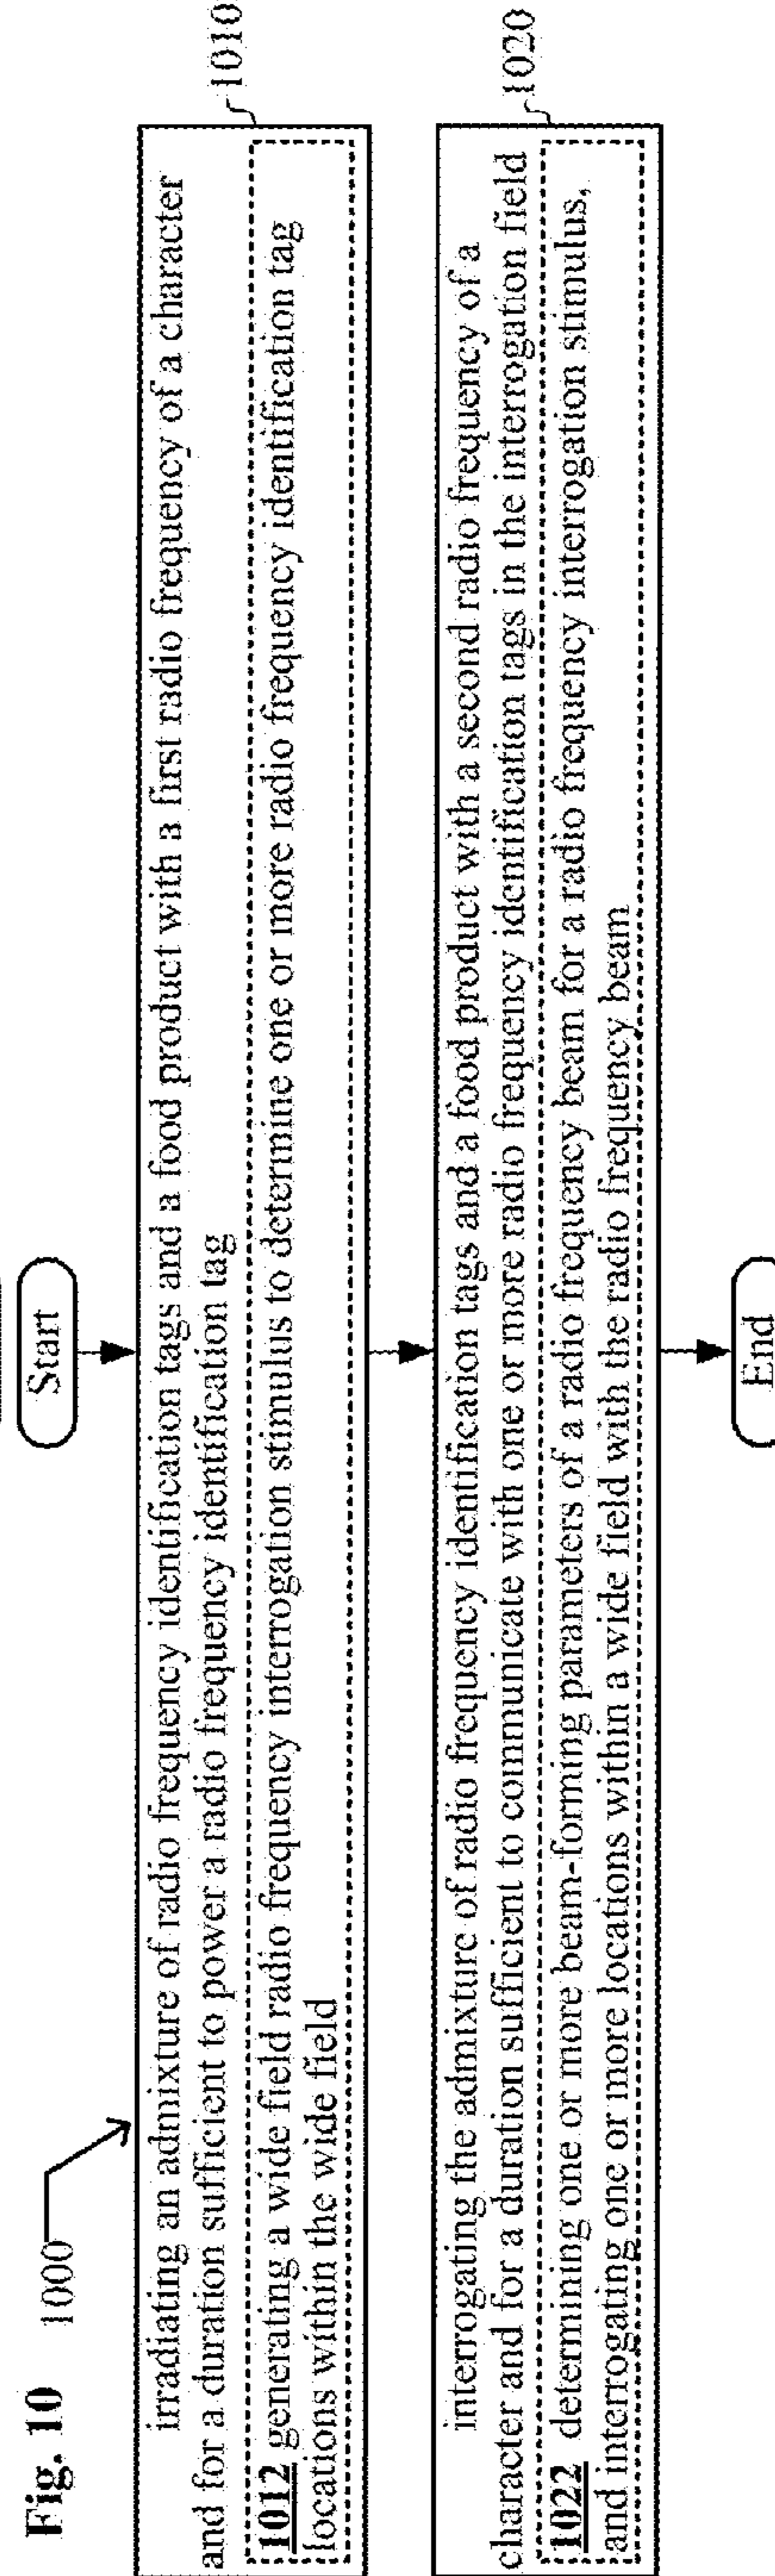 Fig. 10
1000
Start
1010
irradiating an admixture of radio frequency identification tags and a food product with a first radio frequency of a character
and for a duration sufficient to power a radio frequency identification tag
1012 generating a wide field radio frequency interrogation stimulus to determine one or more radio frequency identification tag
locations within the wide field
1020
interrogating the admixture of radio frequency identification tags and a food product with a second radio frequency of a
character and for a duration sufficient to communicate with one or more radio frequency identification tags in the interrogation field
1022 determining one or more beam-forming parameters of a radio frequency beam for a radio frequency interrogation stimulus,
and interrogating one or more locations within a wide field with the radio frequency beam
End